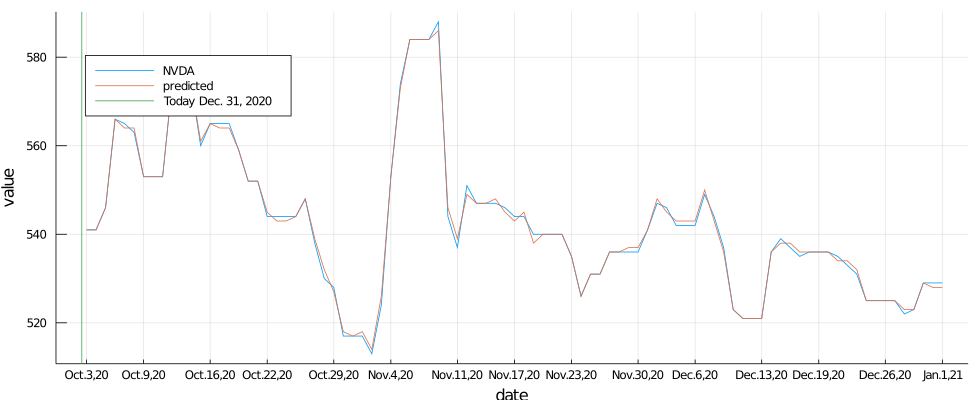 580
560
540
520
value
NVDA
predicted
Today Dec. 31, 2020
Oct.3,20 Oct.9,20 Oct.16,20 Oct.22,20 Oct.29,20 Nov.4,20 Nov.11,20 Nov.17,20 Nov.23,20 Nov.30,20 Dec.6,20 Dec.13,20 Dec.19,20 Dec.26,20 Jan.1,21
date